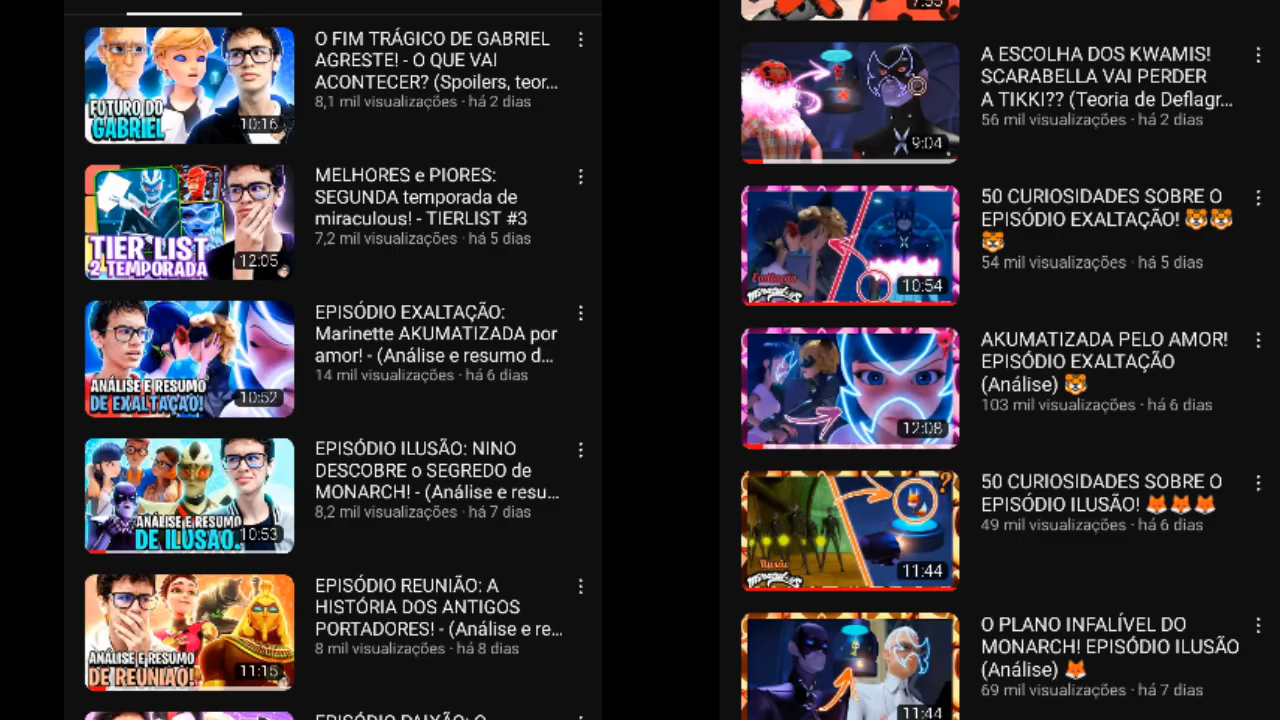 FUTURO DO
GABRIEL
10:16
O FIM TRÁGICO DE GABRIEL
AGRESTE! - O QUE VAI
ACONTECER? (Spoilers, teor...
8,1 mil visualizações · há 2 dias
TIER LIST
2 TEMPORADA
12:05
MELHORES e PIORES:
SEGUNDA temporada de
miraculous! - TIERLIST #3
7,2 mil visualizações · há 5 dias
ANÁLISE E RESUMO
DE EXALTAÇÃO!
10:52
EPISÓDIO EXALTAÇÃO:
Marinette AKUMATIZADA por
amor! - (Análise e resumo d...
14 mil visualizações · há 6 dias
ANÁLISE E RESUMO
DE ILUSÃO.
10:53
EPISÓDIO ILUSÃO: NINO
DESCOBRE o SEGREDO de
MONARCH! - (Análise e resu...
8,2 mil visualizações · há 7 dias
ANÁLISE E RESUMO
DE REUNIÃO!
11:15
EPISÓDIO REUNIÃO: A
HISTÓRIA DOS ANTIGOS
PORTADORES! - (Análise e re...
8 mil visualizações · há 8 dias
EPISÓDIO PAIXÃO: O
7:55
9:04
A ESCOLHA DOS KWAMIS!
SCARABELLA VAI PERDER
A TIKKI?? (Teoria de Deflagr...
56 mil visualizações · há 2 dias
Exaltação
Miraculous
10:54
50 CURIOSIDADES SOBRE O
EPISÓDIO EXALTAÇÃO! 🐯🐯
🐯
54 mil visualizações · há 5 dias
12:08
AKUMATIZADA PELO AMOR!
EPISÓDIO EXALTAÇÃO
(Análise) 🐯
103 mil visualizações · há 6 dias
?
Ilusão
Miraculous
11:44
50 CURIOSIDADES SOBRE O
EPISÓDIO ILUSÃO! 🦊🦊🦊
49 mil visualizações · há 6 dias
11:44
O PLANO INFALÍVEL DO
MONARCH! EPISÓDIO ILUSÃO
(Análise) 🦊
69 mil visualizações · há 7 dias